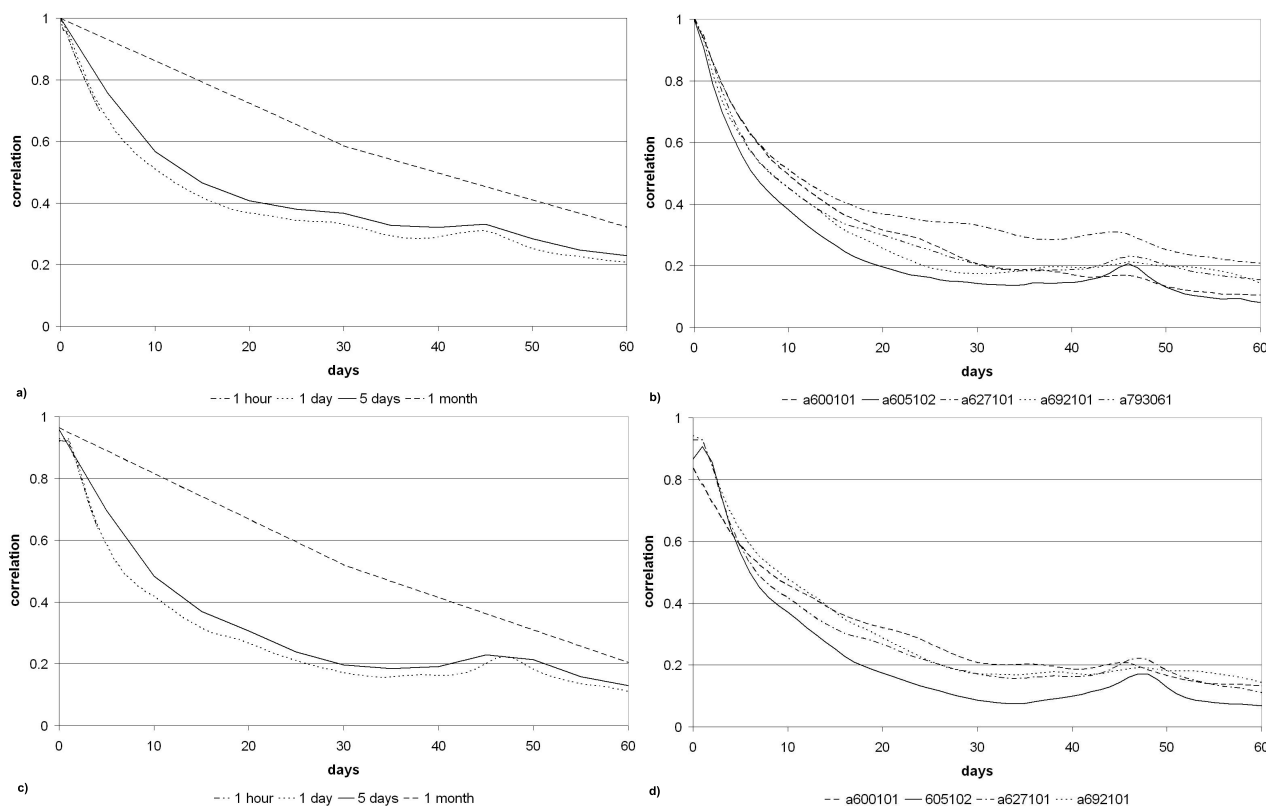 1
0.8
0.6
0.4
0.2
0
correlation
0 10 20 30 40 50 60
days
a)
1 hour 1 day 5 days 1 month
1
0.8
0.6
0.4
0.2
0
correlation
0 10 20 30 40 50 60
days
b)
a600101 a605102 a627101 a692101 a793061
1
0.8
0.6
0.4
0.2
0
correlation
0 10 20 30 40 50 60
days
c)
1 hour 1 day 5 days 1 month
1
0.8
0.6
0.4
0.2
0
correlation
0 10 20 30 40 50 60
days
d)
a600101 605102 a627101 a692101